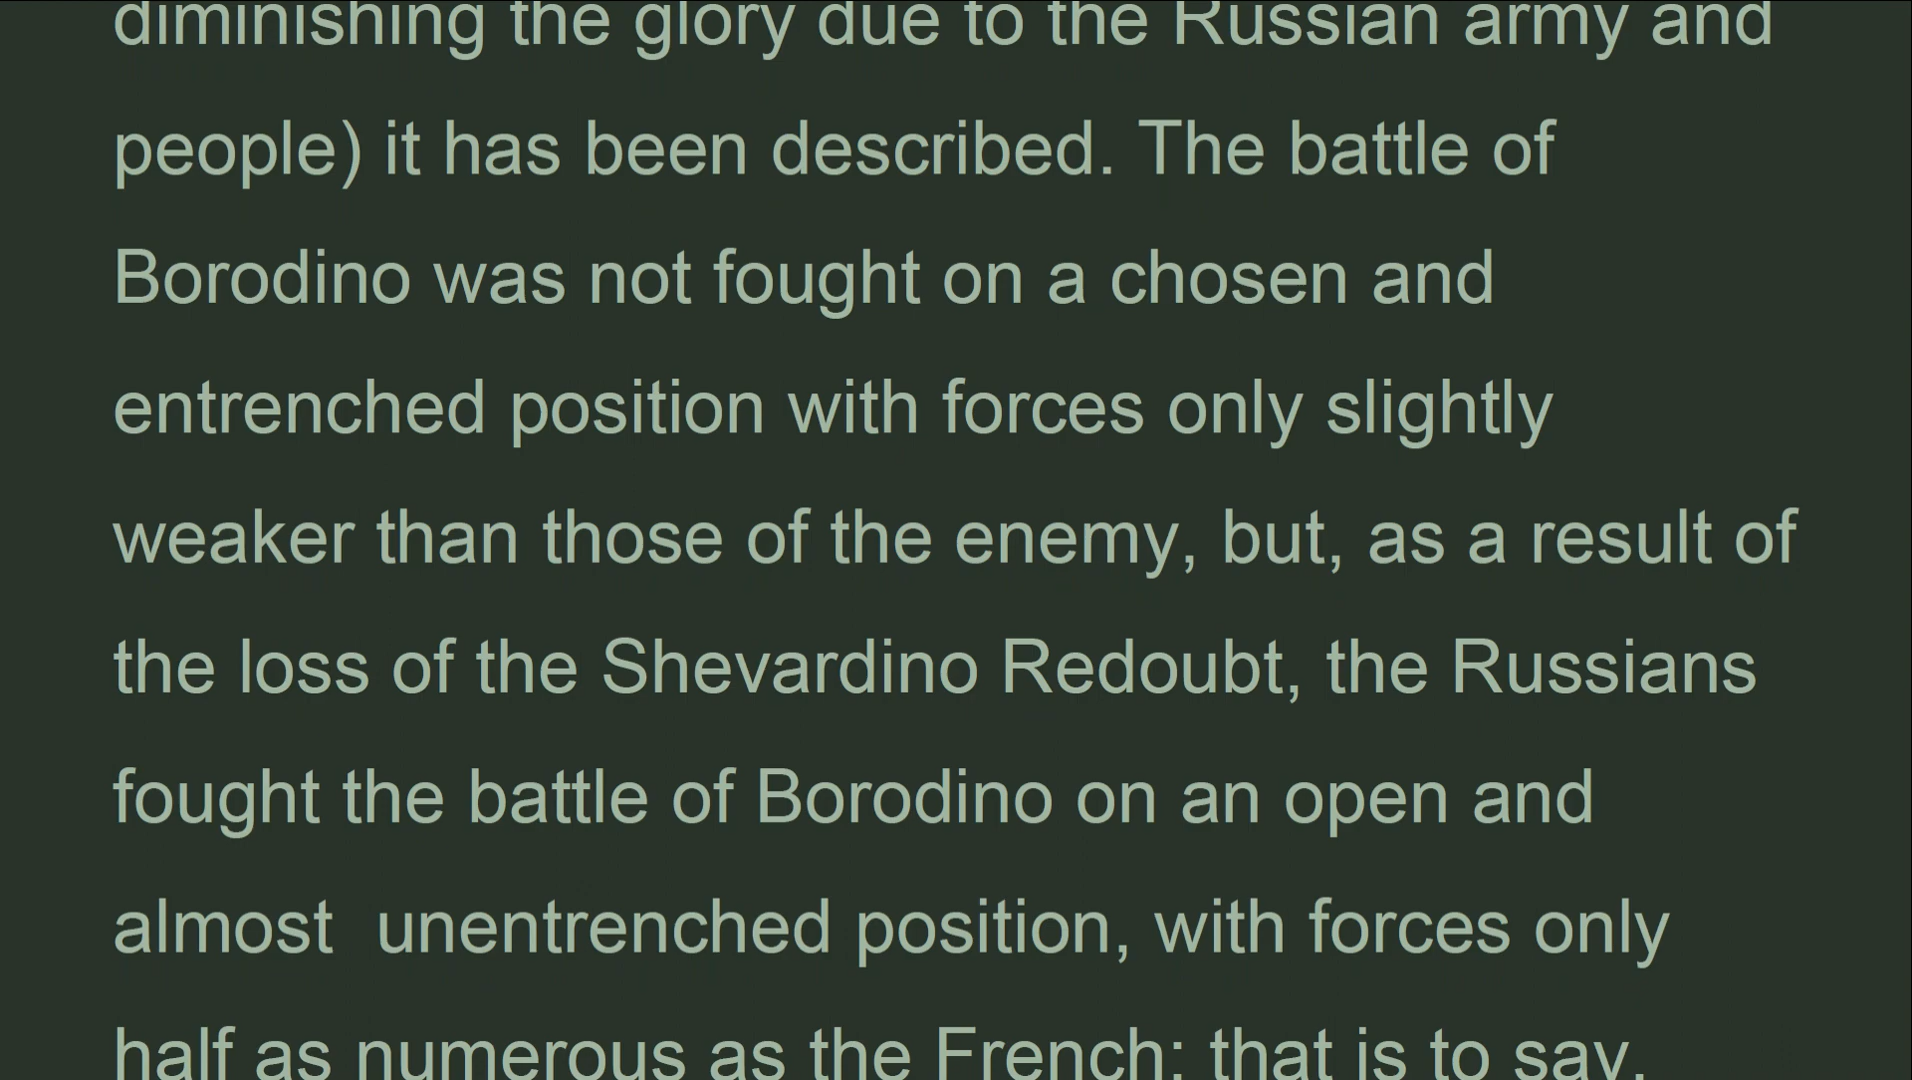 diminishing the glory due to the Russian army and
people) it has been described. The battle of
Borodino was not fought on a chosen and
entrenched position with forces only slightly
weaker than those of the enemy, but, as a result of
the loss of the Shevardino Redoubt, the Russians
fought the battle of Borodino on an open and
almost  unentrenched position, with forces only
half as numerous as the French; that is to say,